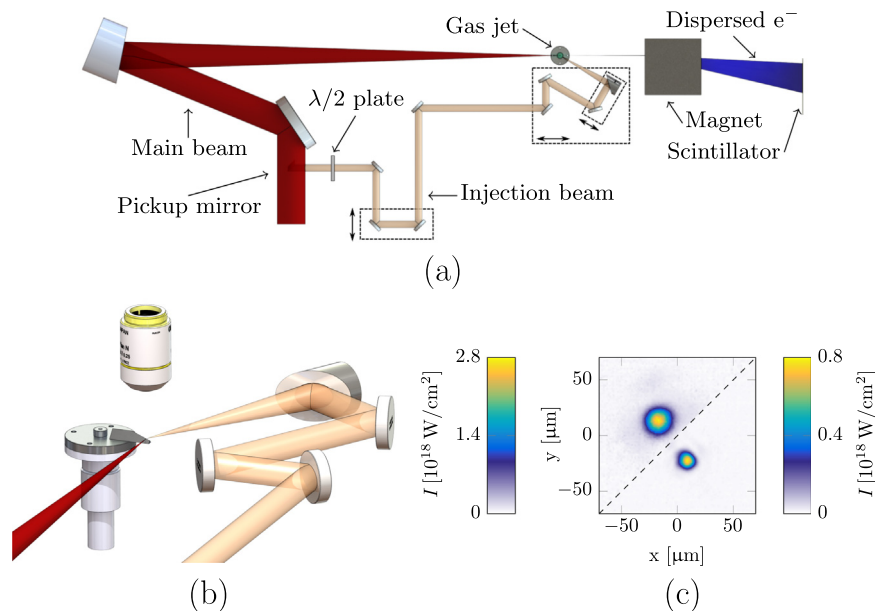 Gas jet
Dispersed e⁻
λ/2 plate
Main beam
Magnet
Scintillator
Pickup mirror
Injection beam
(a)
2.8
1.4
0
I [10¹⁸ W/cm²]
50
0
−50
y [µm]
−50
0
50
x [µm]
0.8
0.4
0
I [10¹⁸ W/cm²]
(b)
(c)